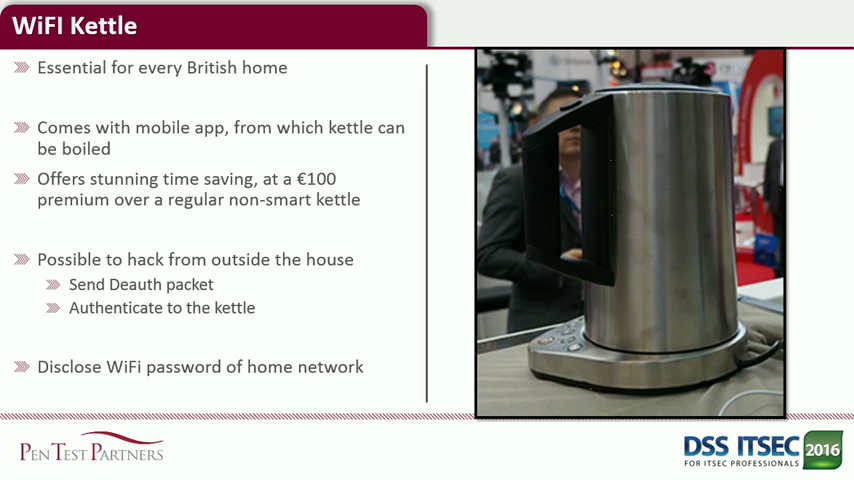 WiFI Kettle
Essential for every British home
Comes with mobile app, from which kettle can
be boiled
Offers stunning time saving, at a €100
premium over a regular non-smart kettle
Possible to hack from outside the house
Send Deauth packet
Authenticate to the kettle
Disclose WiFi password of home network
PEN TEST PARTNERS
DSS ITSEC 2016
FOR ITSEC PROFESSIONALS